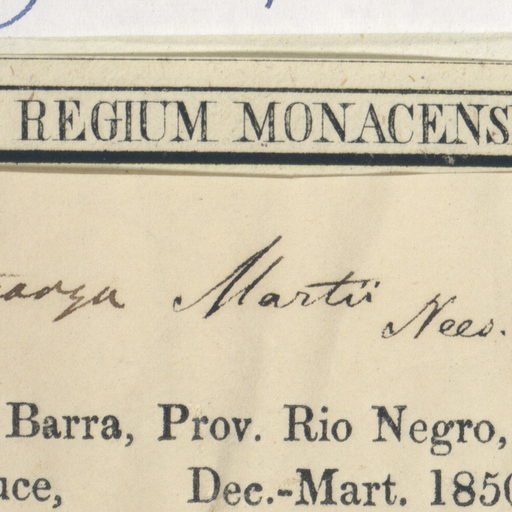 REGIUM MONACENS
Martii Nees.
Barra, Prov. Rio Negro,
uce, Dec.-Mart. 1850